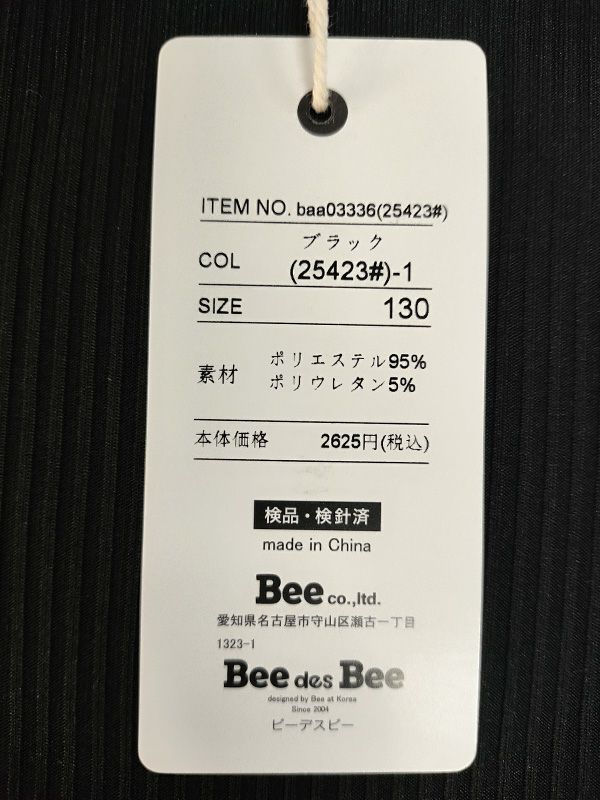 ITEM NO. baa03336(25423#)
COL ブラック
(25423#)-1
SIZE 130
素材 ポリエステル95%
ポリウレタン5%
本体価格 2625円(税込)
検品・検針済
made in China
Bee co.,ltd.
愛知県名古屋市守山区瀬古一丁目
1323-1
Bee des Bee
designed by Bee at Korea
Since 2004
ビーデスビー